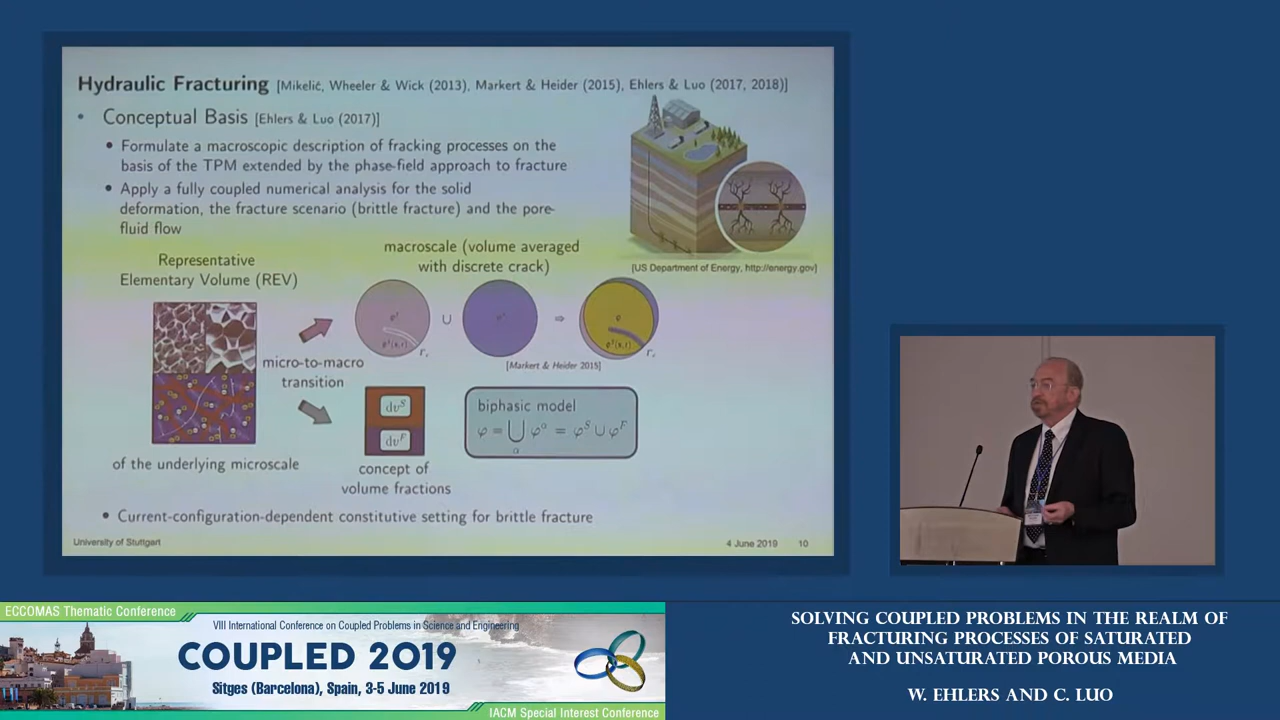 Hydraulic Fracturing [Mikelić, Wheeler & Wick (2013), Markert & Heider (2015), Ehlers & Luo (2017, 2018)]
• Conceptual Basis [Ehlers & Luo (2017)]
• Formulate a macroscopic description of fracking processes on the
basis of the TPM extended by the phase-field approach to fracture
• Apply a fully coupled numerical analysis for the solid
deformation, the fracture scenario (brittle fracture) and the pore-
fluid flow
[US Department of Energy, http://energy.gov]
Representative
Elementary Volume (REV)
macroscale (volume averaged
with discrete crack)
∪ ⇒
[Markert & Heider 2015]
micro-to-macro
transition
dvS
dvF
biphasic model
φ = ⋃ φα = φS ∪ φF
α
of the underlying microscale
concept of
volume fractions
• Current-configuration-dependent constitutive setting for brittle fracture
University of Stuttgart
4 June 2019 10
ECCOMAS Thematic Conference
VIII International Conference on Coupled Problems in Science and Engineering
COUPLED 2019
Sitges (Barcelona), Spain, 3-5 June 2019
IACM Special Interest Conference
SOLVING COUPLED PROBLEMS IN THE REALM OF
FRACTURING PROCESSES OF SATURATED
AND UNSATURATED POROUS MEDIA
W. EHLERS AND C. LUO